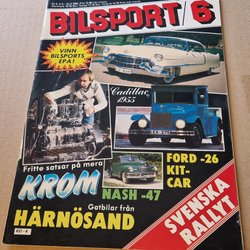 BILSPORT/6
VINN
BILSPORTS
EPA!
Cadillac
1955
Fritte satsar på mera
KROM
FORD -26
KIT-
CAR
NASH -47
Gatbilar från
HÄRNÖSAND
SVENSKA
RALLYT